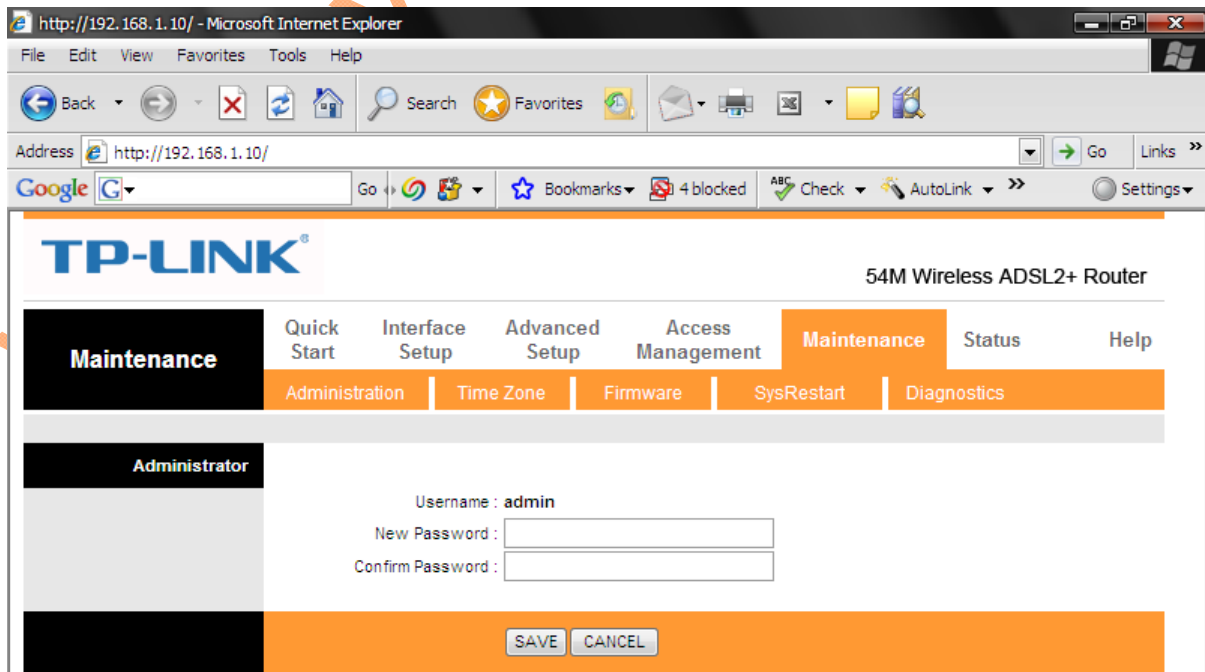 http://192.168.1.10/ - Microsoft Internet Explorer
File Edit View Favorites Tools Help
Back Search Favorites
Address http://192.168.1.10/ Go Links »
Google G Go Bookmarks 4 blocked ABC Check AutoLink » Settings
TP-LINK®
54M Wireless ADSL2+ Router
Maintenance
Quick Start
Interface Setup
Advanced Setup
Access Management
Maintenance
Status
Help
Administration Time Zone Firmware SysRestart Diagnostics
Administrator
Username : admin
New Password :
Confirm Password :
SAVE CANCEL